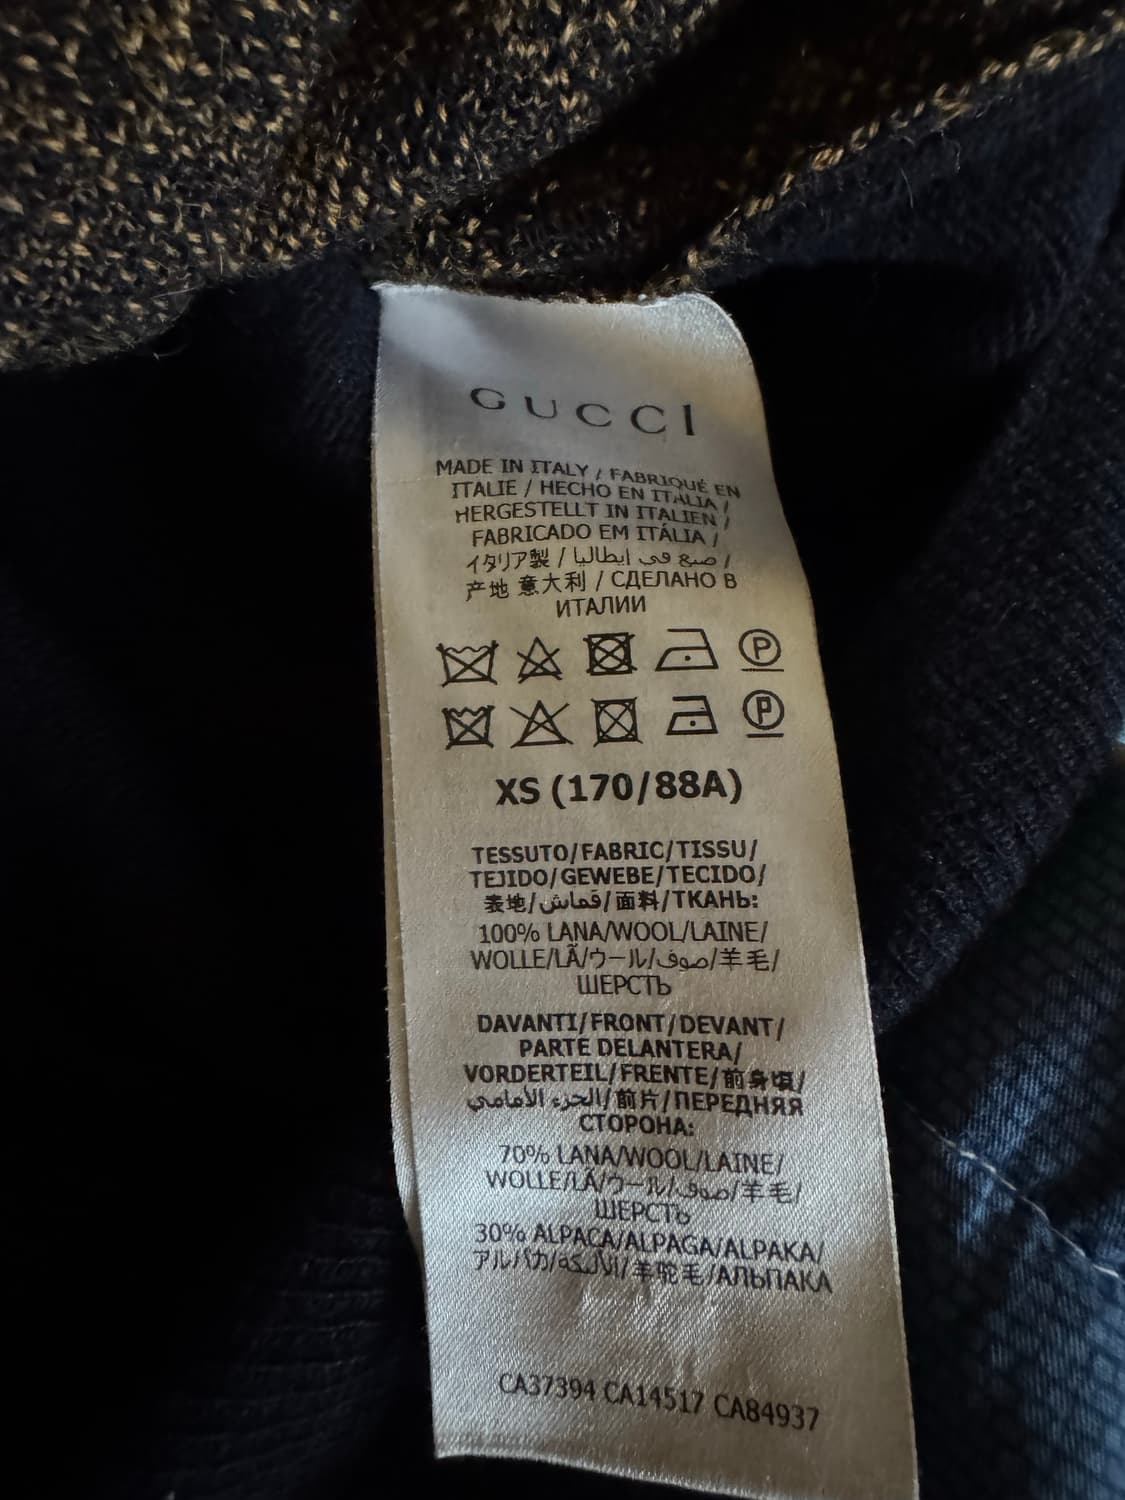 GUCCI
MADE IN ITALY / FABRIQUÉ EN
ITALIE / HECHO EN ITALIA /
HERGESTELLT IN ITALIEN /
FABRICADO EM ITÁLIA /
イタリア製 / صنع في ايطاليا /
产地 意大利 / СДЕЛАНО В
ИТАЛИИ
P
P
XS (170/88A)
TESSUTO/FABRIC/TISSU/
TEJIDO/GEWEBE/TECIDO/
表地/قماش/面料/ТКАНЬ:
100% LANA/WOOL/LAINE/
WOLLE/LÃ/ウール/صوف/羊毛/
ШЕРСТЬ
DAVANTI/FRONT/DEVANT/
PARTE DELANTERA/
VORDERTEIL/FRENTE/前身頃/
الجزء الأمامي/前片/ПЕРЕДНЯЯ
СТОРОНА:
70% LANA/WOOL/LAINE/
WOLLE/LÃ/ウール/صوف/羊毛/
ШЕРСТЬ
30% ALPACA/ALPAGA/ALPAKA/
アルパカ/الألبكة/羊驼毛/АЛЬПАКА
CA37394 CA14517 CA84937